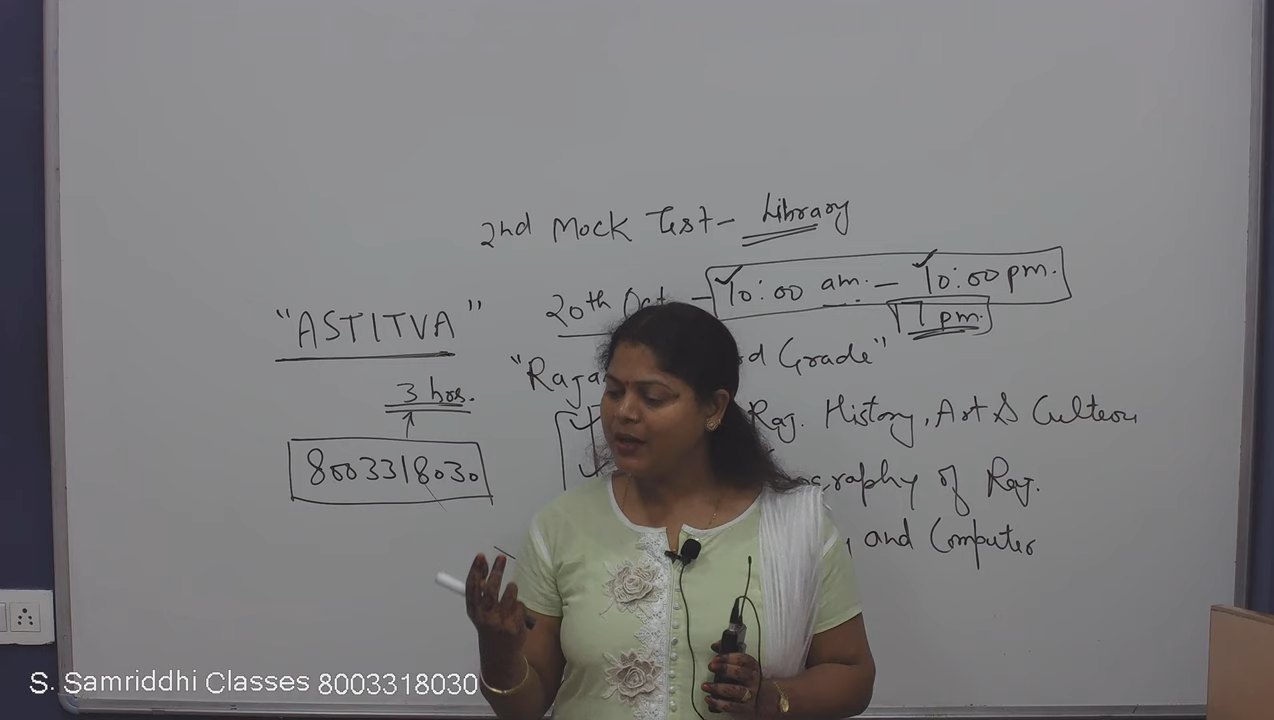 2nd Mock Test - Library
20th Oct - 10:00 am. - 10:00 pm.
7 pm.
"ASTITVA"
"Raja d Grade"
3 hrs.
Raj. History, Art & Culture
8003318030
graphy of Raj.
, and Computer
S. Samriddhi Classes 8003318030